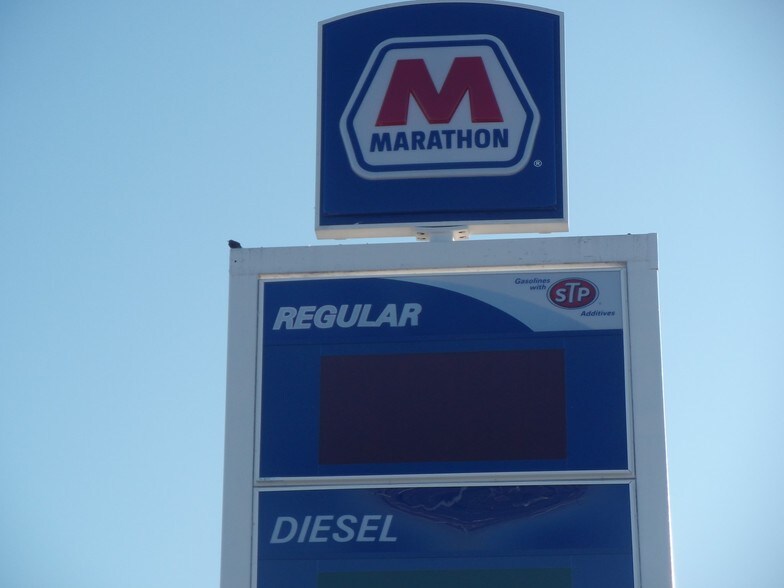 M
MARATHON
®
REGULAR
Gasolines
with
STP
Additives
DIESEL